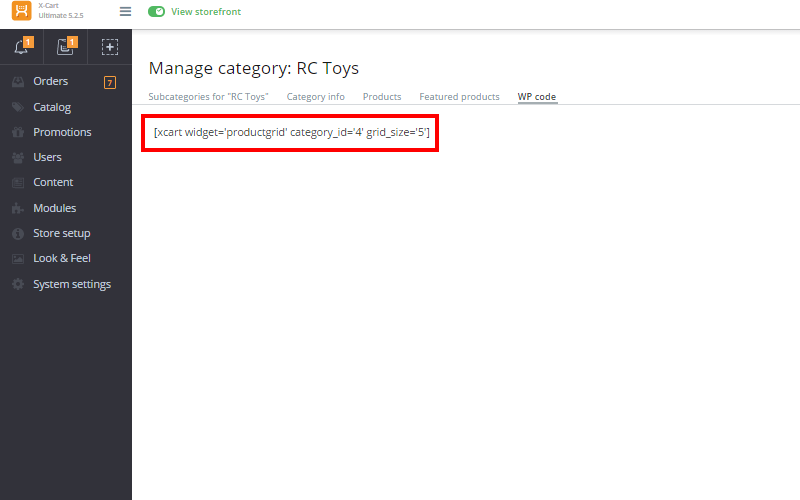 X-Cart
Ultimate 5.2.5
View storefront
1
1
Manage category: RC Toys
Subcategories for "RC Toys" Category info Products Featured products WP code
[xcart widget='productgrid' category_id='4' grid_size='5']
Orders 7
Catalog
Promotions
Users
Content
Modules
Store setup
Look & Feel
System settings